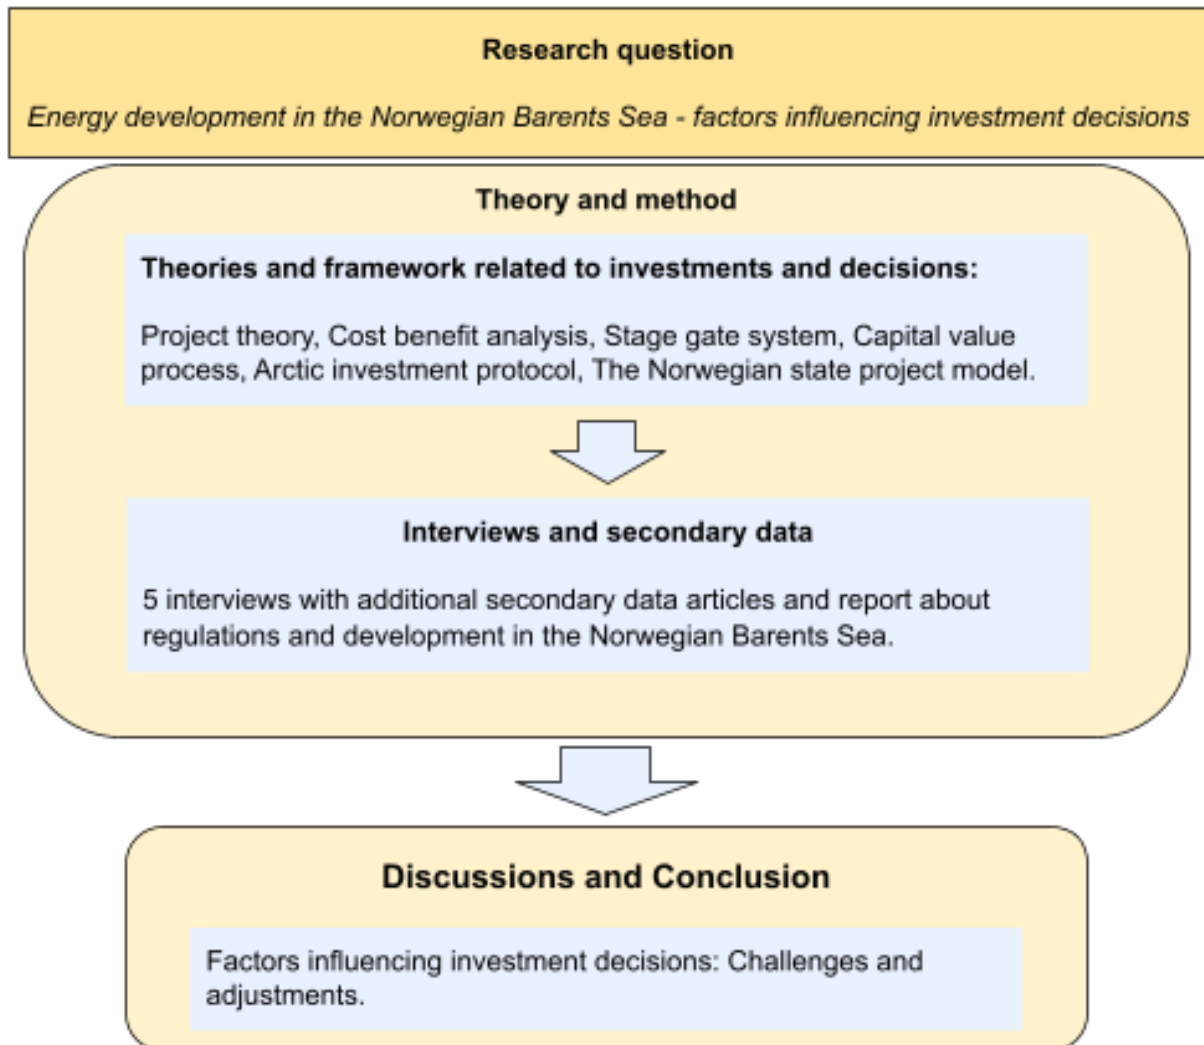 Research question
Energy development in the Norwegian Barents Sea - factors influencing investment decisions
Theory and method
Theories and framework related to investments and decisions:
Project theory, Cost benefit analysis, Stage gate system, Capital value
process, Arctic investment protocol, The Norwegian state project model.
Interviews and secondary data
5 interviews with additional secondary data articles and report about
regulations and development in the Norwegian Barents Sea.
Discussions and Conclusion
Factors influencing investment decisions: Challenges and
adjustments.